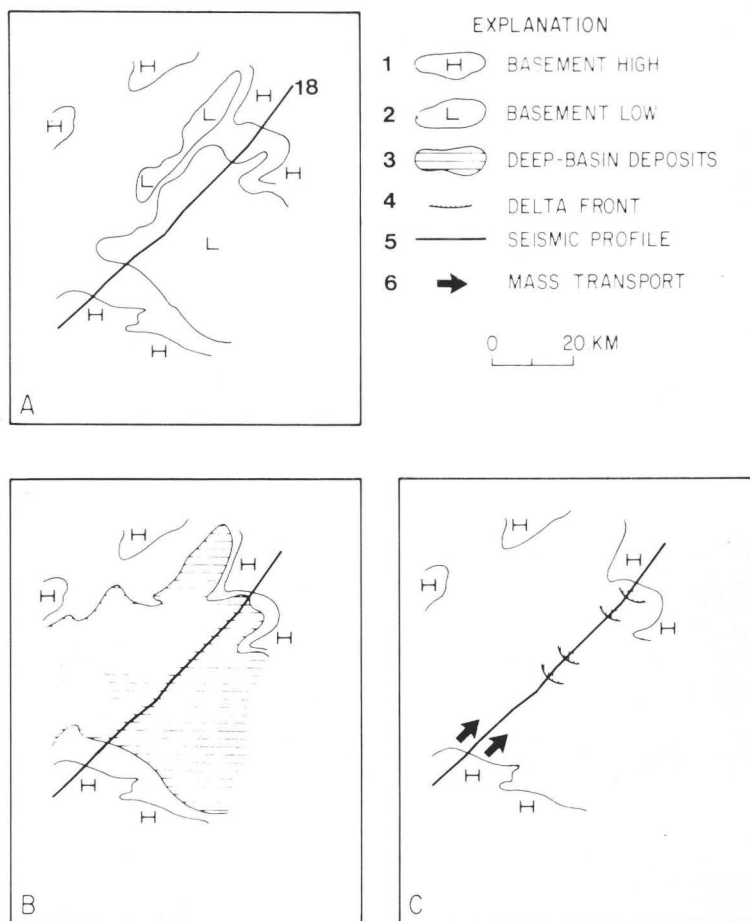 H
18
H
L
H
L
H
L
H
H
A
EXPLANATION
1 H BASEMENT HIGH
2 L BASEMENT LOW
3 DEEP-BASIN DEPOSITS
4 DELTA FRONT
5 SEISMIC PROFILE
6 MASS TRANSPORT
0 20 KM
H
H
H
H
H
H
B
H
H
H
H
H
H
C